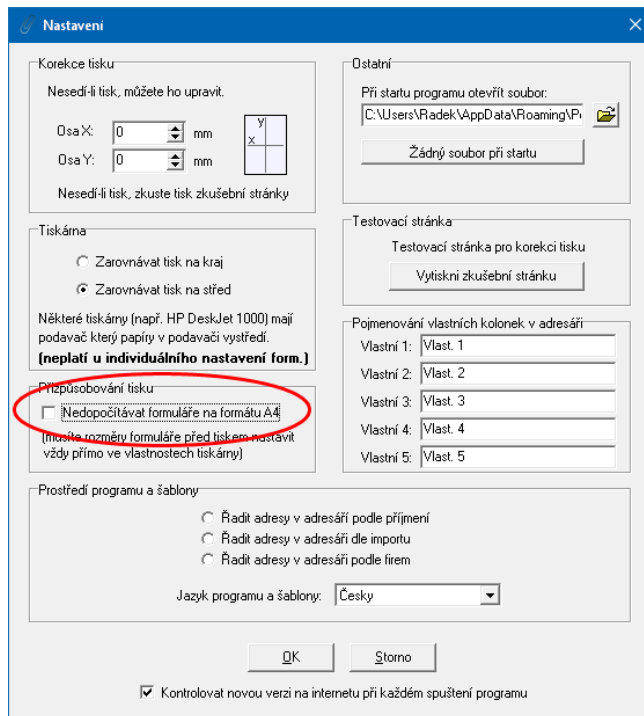 Nastavení
Korekce tisku
Nesedí-li tisk, můžete ho upravit.
Osa X: 0 mm
Osa Y: 0 mm
y
x
Nesedí-li tisk, zkuste tisk zkušební stránky
Tiskárna
Zarovnávat tisk na kraj
Zarovnávat tisk na střed
Některé tiskárny (např. HP DeskJet 1000) mají
podavač který papíry v podavači vystředí.
(neplatí u individuálního nastavení form.)
Přizpůsobování tisku
Nedopočítávat formuláře na formátu A4
(musíte rozměry formuláře před tiskem nastavit
vždy přímo ve vlastnostech tiskárny)
Ostatní
Při startu programu otevřít soubor:
C:\Users\Radek\AppData\Roaming\P
Žádný soubor při startu
Testovací stránka
Testovací stránka pro korekci tisku
Vytiskni zkušební stránku
Pojmenování vlastních kolonek v adresáři
Vlastní 1: Vlast. 1
Vlastní 2: Vlast. 2
Vlastní 3: Vlast. 3
Vlastní 4: Vlast. 4
Vlastní 5: Vlast. 5
Prostředí programu a šablony
Řadit adresy v adresáří podle příjmení
Řadit adresy v adresáři dle importu
Řadit adresy v adresáři podle firem
Jazyk programu a šablony: Česky
OK
Storno
Kontrolovat novou verzi na internetu při každém spuštění programu